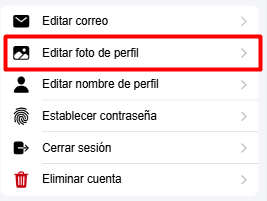 Editar correo
Editar foto de perfil
Editar nombre de perfil
Establecer contraseña
Cerrar sesión
Eliminar cuenta